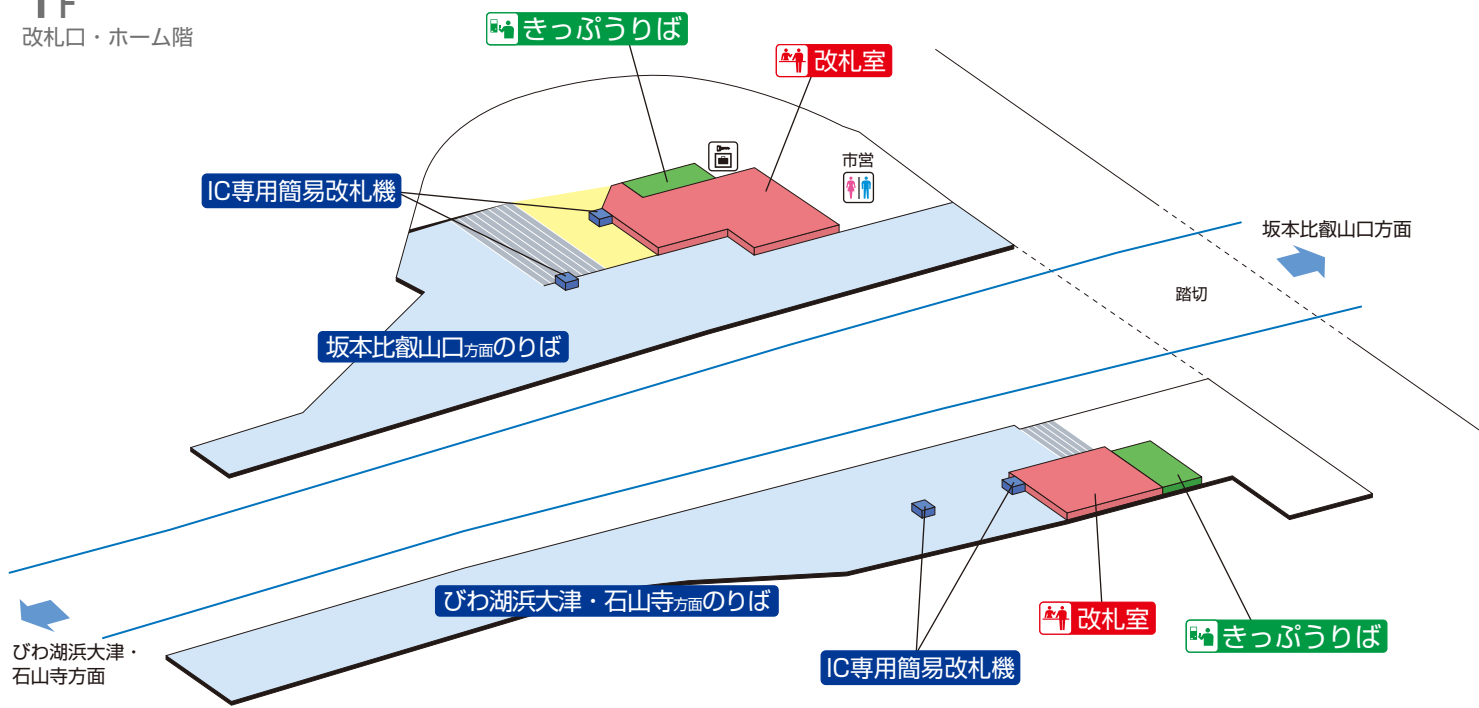 1F
改札口・ホーム階
きっぷうりば
改札室
IC専用簡易改札機
市営
坂本比叡山口方面
踏切
坂本比叡山口方面のりば
びわ湖浜大津・石山寺方面のりば
改札室
きっぷうりば
IC専用簡易改札機
びわ湖浜大津・
石山寺方面